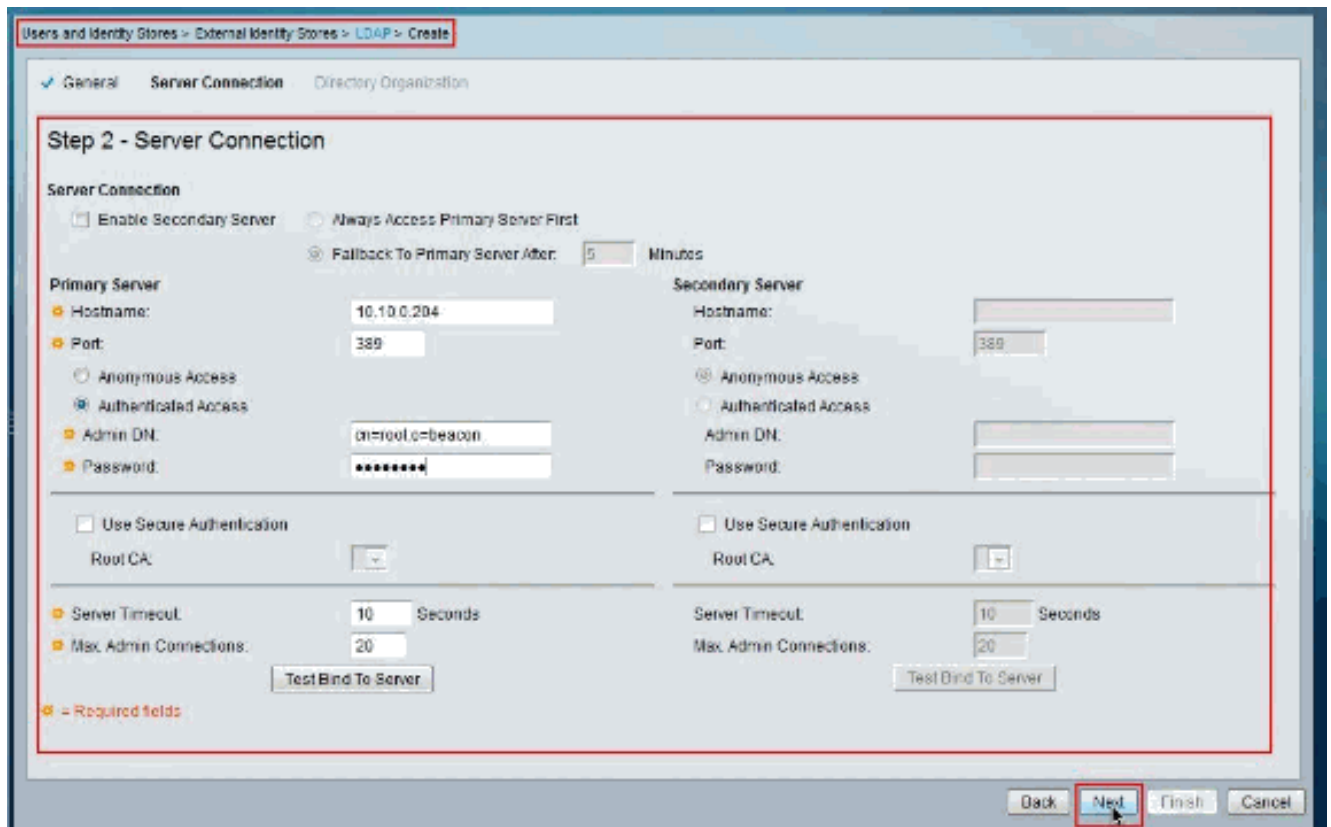 Users and Identity Stores > External Identity Stores > LDAP > Create
General Server Connection Directory Organization
Step 2 - Server Connection
Server Connection
Enable Secondary Server Always Access Primary Server First
Failback To Primary Server After: 5 Minutes
Primary Server Secondary Server
Hostname: 10.10.0.204 Hostname:
Port: 389 Port: 389
Anonymous Access Anonymous Access
Authenticated Access Authenticated Access
Admin DN: cn=root,o=beacon Admin DN:
Password: •••••••• Password:
Use Secure Authentication Use Secure Authentication
Root CA: Root CA:
Server Timeout: 10 Seconds Server Timeout: 10 Seconds
Max. Admin Connections: 20 Max. Admin Connections: 20
Test Bind To Server Test Bind To Server
= Required fields
Back Next Finish Cancel